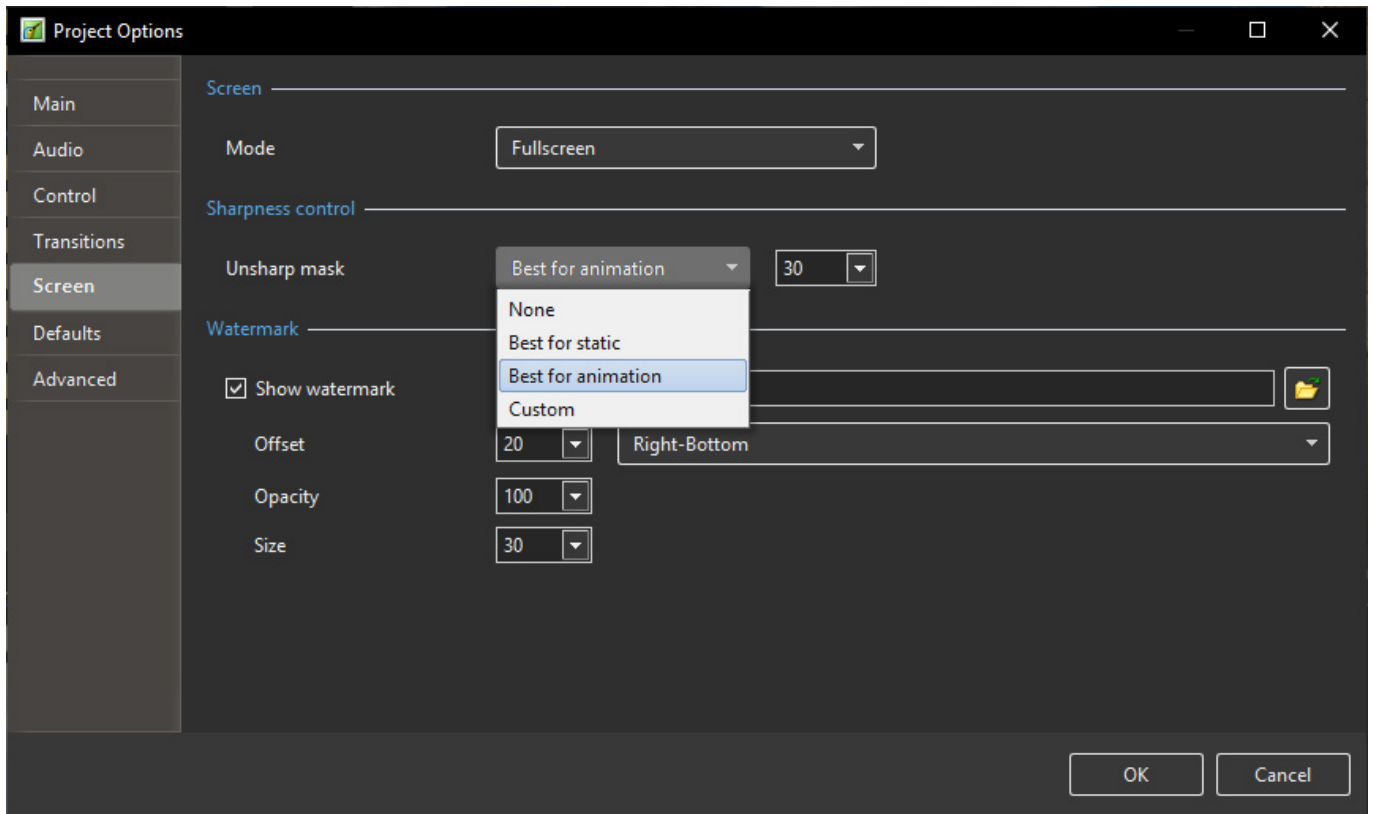 Project Options
Main
Audio
Control
Transitions
Screen
Defaults
Advanced
Screen
Mode Fullscreen
Sharpness control
Unsharp mask Best for animation 30
None
Best for static
Best for animation
Custom
Watermark
Show watermark
Offset 20 Right-Bottom
Opacity 100
Size 30
OK Cancel